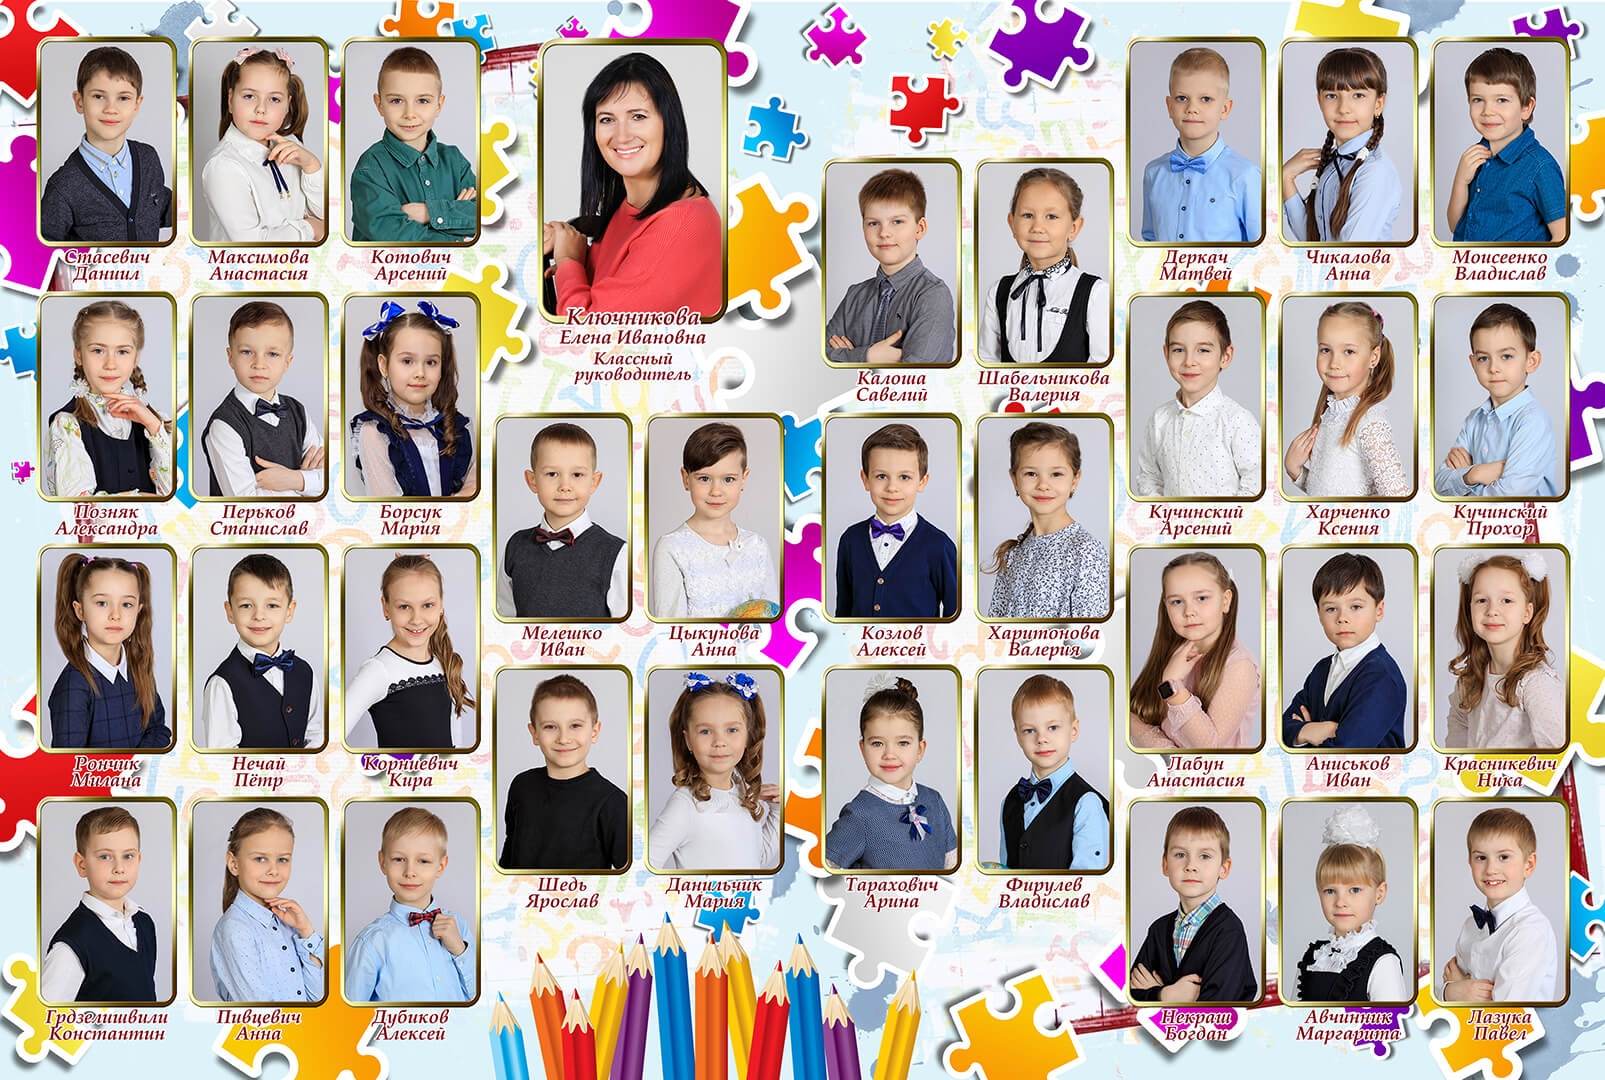 Стасевич
Даниил
Максимова
Анастасия
Котович
Арсений
Ключникова
Елена Ивановна
Классный
руководитель
Калоша
Савелий
Шабельникова
Валерия
Деркач
Матвей
Чикалова
Анна
Моисеенко
Владислав
Позняк
Александра
Перьков
Станислав
Борсук
Мария
Мелешко
Иван
Цыкунова
Анна
Козлов
Алексей
Харитонова
Валерия
Кучинский
Арсений
Харченко
Ксения
Кучинский
Прохор
Рончик
Милана
Нечай
Пётр
Корниевич
Кира
Шедь
Ярослав
Данильчик
Мария
Тарахович
Арина
Фирулев
Владислав
Лабун
Анастасия
Аниськов
Иван
Красникевич
Ника
Грдзелишвили
Константин
Пивцевич
Анна
Дубиков
Алексей
Некраш
Богдан
Авчинник
Маргарита
Лазука
Павел